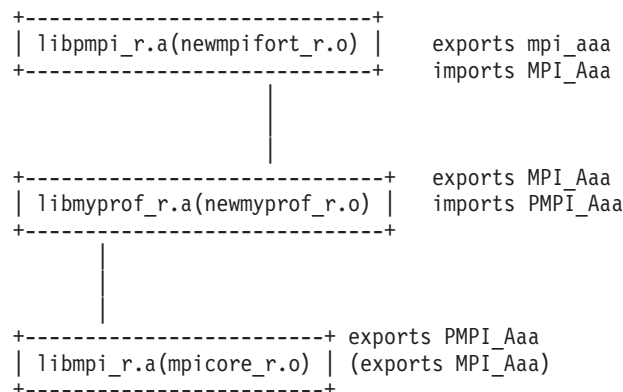 libpmpi_r.a(newmpifort_r.o) exports mpi_aaa
imports MPI_Aaa
exports MPI_Aaa
libmyprof_r.a(newmyprof_r.o) imports PMPI_Aaa
exports PMPI_Aaa
libmpi_r.a(mpicore_r.o) (exports MPI_Aaa)